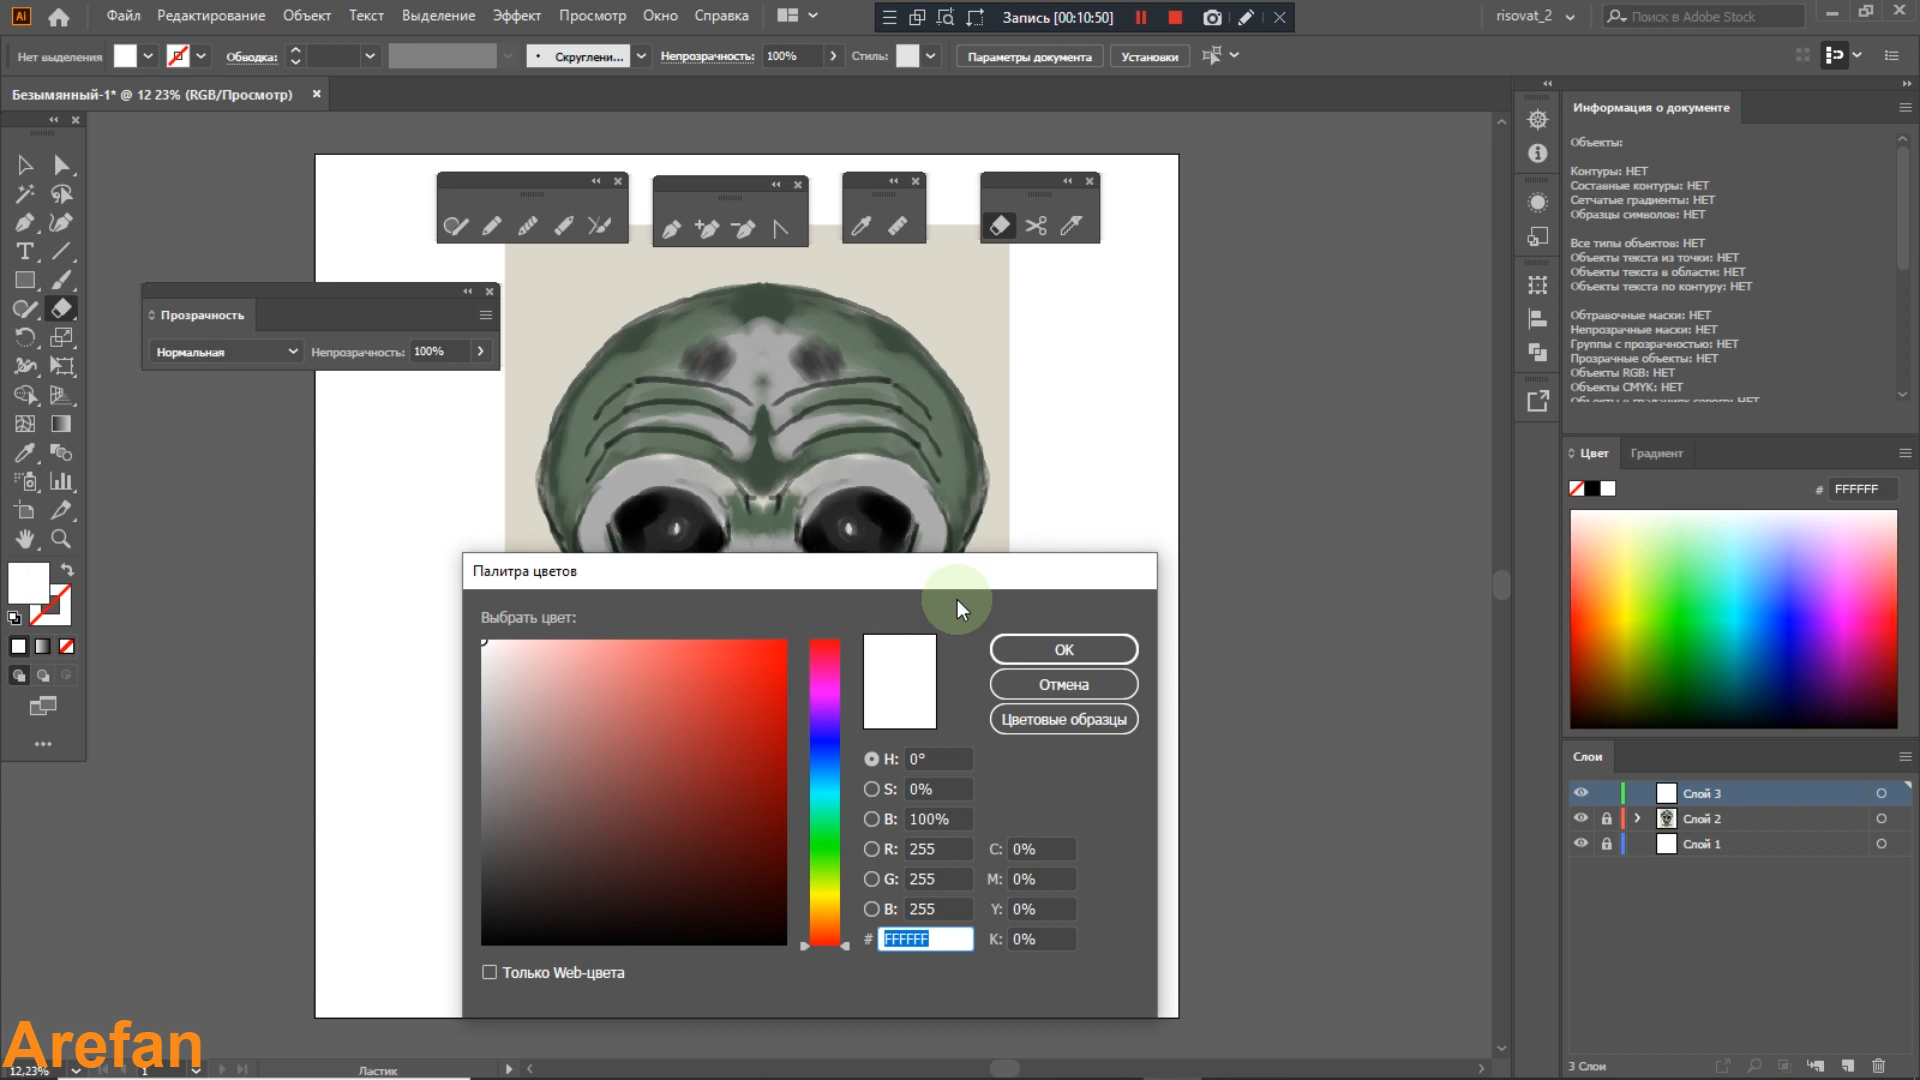 Ai
Файл Редактирование Объект Текст Выделение Эффект Просмотр Окно Справка
Запись [00:10:50]
risovat_2
Поиск в Adobe Stock
Нет выделения
Обводка:
Скруглени...
Непрозрачность: 100%
Стиль:
Параметры документа
Установки
Безымянный-1* @ 12 23% (RGB/Просмотр)
Прозрачность
Нормальная
Непрозрачность: 100%
Палитра цветов
Выбрать цвет:
OK
Отмена
Цветовые образцы
H: 0°
S: 0%
B: 100%
R: 255
C: 0%
G: 255
M: 0%
B: 255
Y: 0%
# FFFFFF
K: 0%
Только Web-цвета
Информация о документе
Объекты:
Контуры: НЕТ
Составные контуры: НЕТ
Сетчатые градиенты: НЕТ
Образцы символов: НЕТ
Все типы объектов: НЕТ
Объекты текста из точки: НЕТ
Объекты текста в области: НЕТ
Объекты текста по контуру: НЕТ
Обтравочные маски: НЕТ
Непрозрачные маски: НЕТ
Группы с прозрачностью: НЕТ
Прозрачные объекты: НЕТ
Объекты RGB: НЕТ
Объекты CMYK: НЕТ
Цвет
Градиент
# FFFFFF
Слои
Слой 3
Слой 2
Слой 1
3 Слои
Arefan
12,23%
1
Ластик